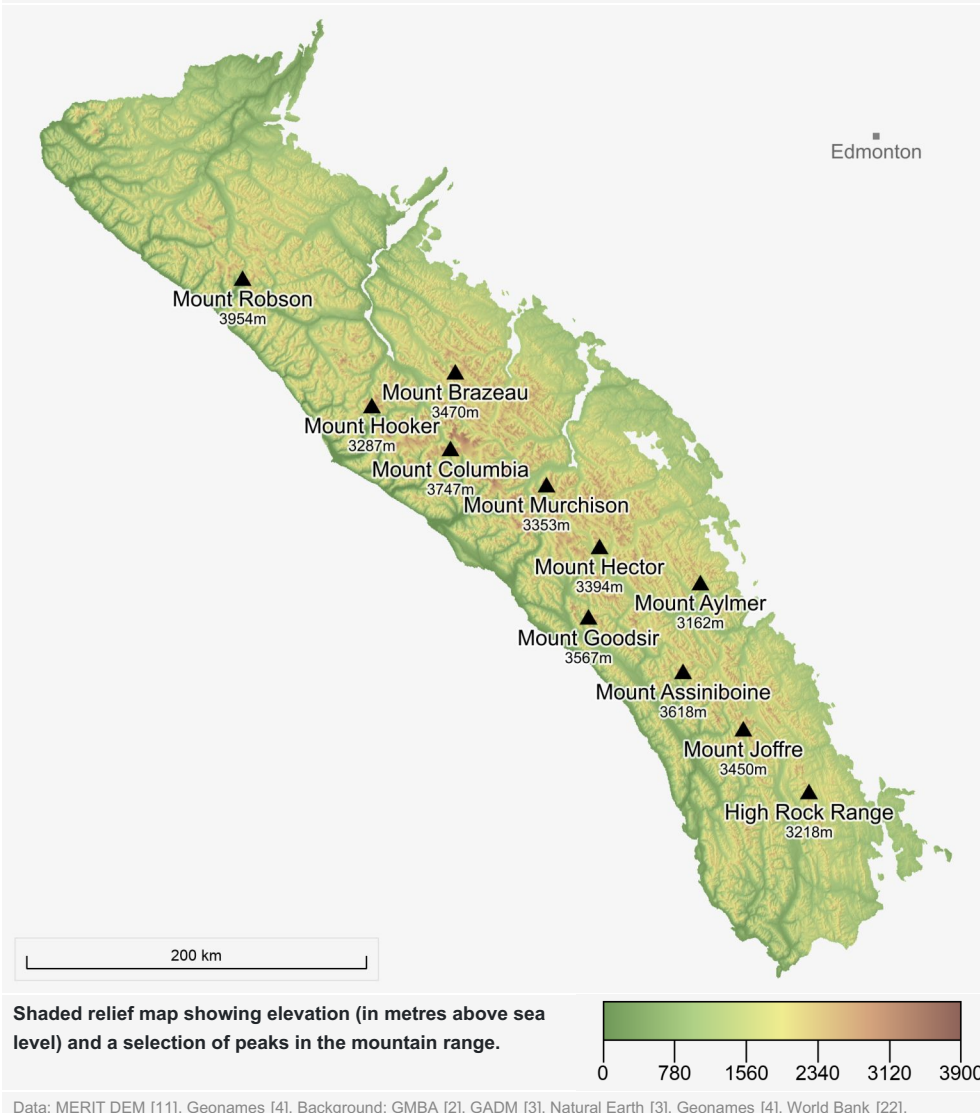 Edmonton
Mount Robson
3954m
Mount Brazeau
3470m
Mount Hooker
3287m
Mount Columbia
3747m
Mount Murchison
3353m
Mount Hector
3394m
Mount Aylmer
3162m
Mount Goodsir
3567m
Mount Assiniboine
3618m
Mount Joffre
3450m
High Rock Range
3218m
200 km
Shaded relief map showing elevation (in metres above sea
level) and a selection of peaks in the mountain range.
0 780 1560 2340 3120 3900
Data: MERIT DEM [11], Geonames [4]. Background: GMBA [2], GADM [3], Natural Earth [3], Geonames [4], World Bank [22].